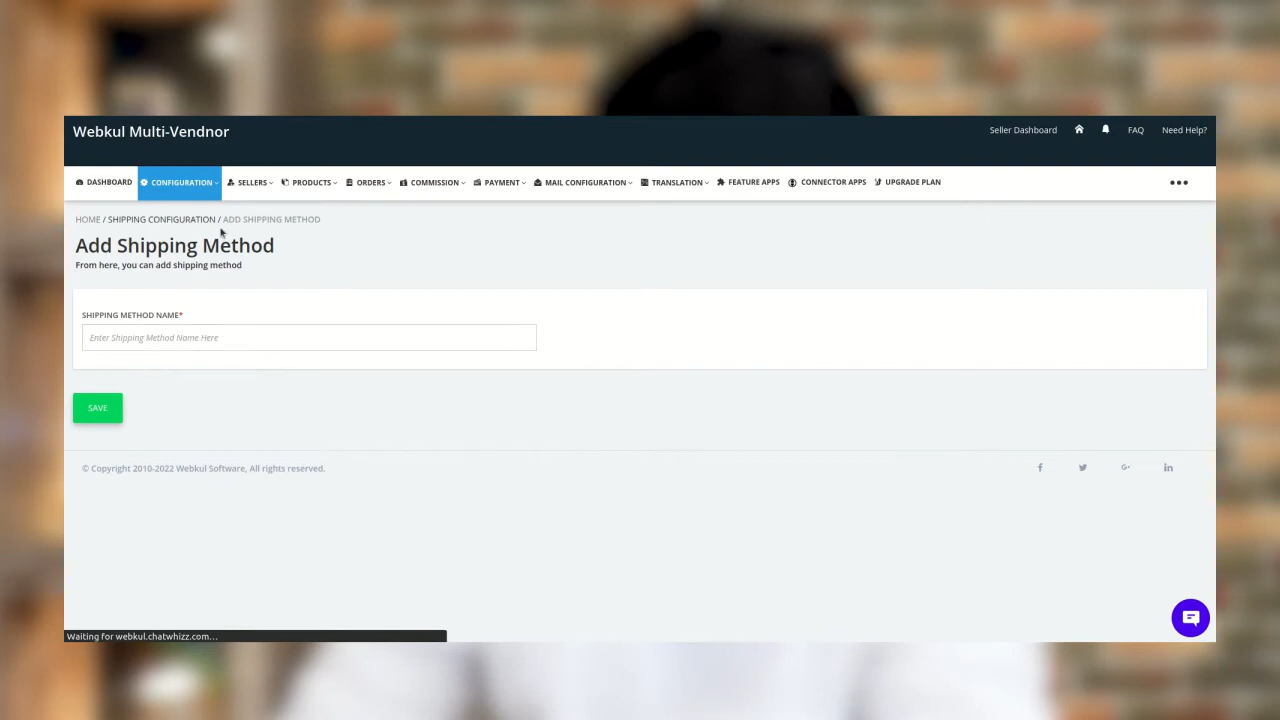 Webkul Multi-Vendnor
Seller Dashboard FAQ Need Help?
DASHBOARD CONFIGURATION SELLERS PRODUCTS ORDERS COMMISSION PAYMENT MAIL CONFIGURATION TRANSLATION FEATURE APPS CONNECTOR APPS UPGRADE PLAN
HOME / SHIPPING CONFIGURATION / ADD SHIPPING METHOD
Add Shipping Method
From here, you can add shipping method
SHIPPING METHOD NAME*
Enter Shipping Method Name Here
SAVE
© Copyright 2010-2022 Webkul Software, All rights reserved.
Waiting for webkul.chatwhizz.com...